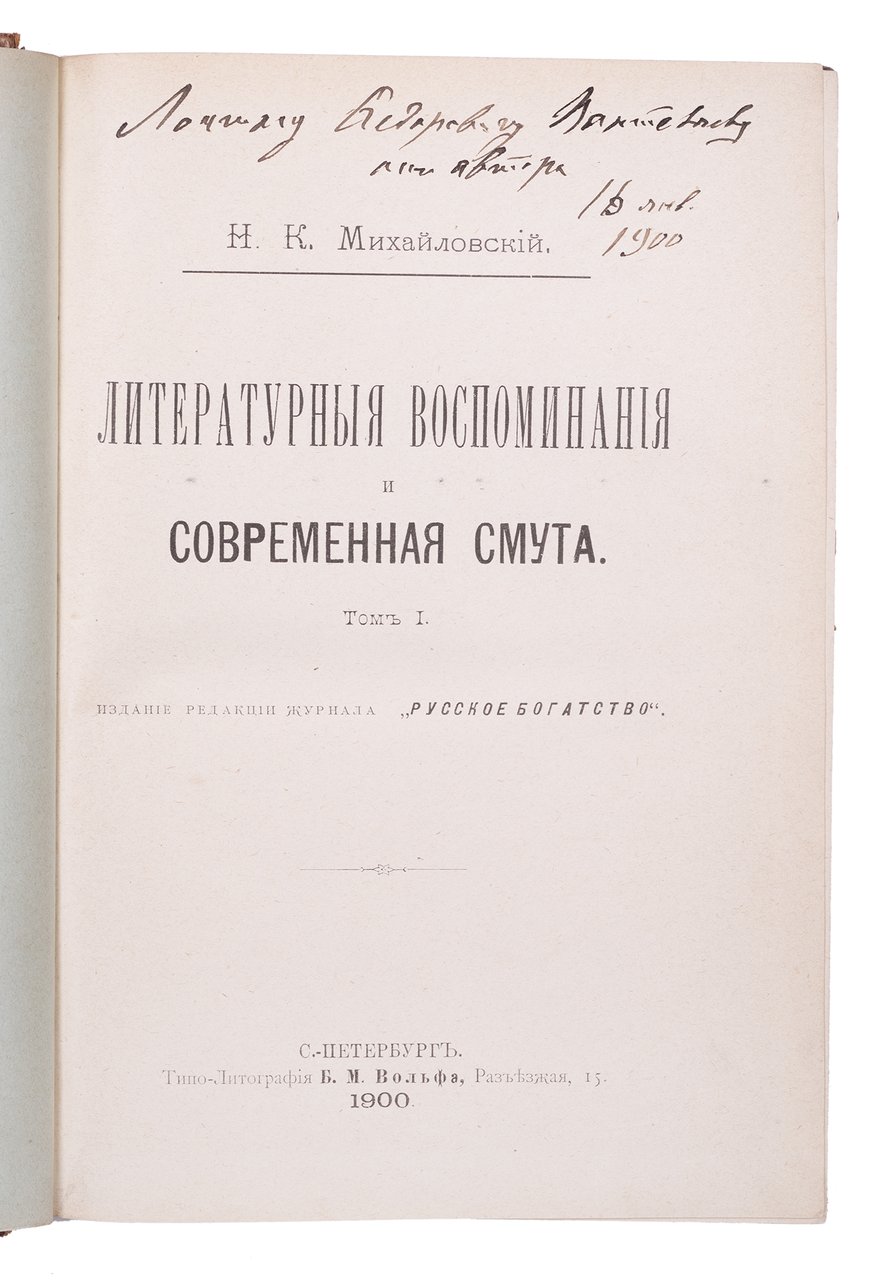 Лонгину Федоровичу Пантелееву
от автора
16 янв.
1900
Н. К. Михайловскій.
ЛИТЕРАТУРНЫЯ ВОСПОМИНАНІЯ
И
СОВРЕМЕННАЯ СМУТА.
Томъ I.
ИЗДАНІЕ РЕДАКЦІИ ЖУРНАЛА „РУССКОЕ БОГАТСТВО“.
С.-ПЕТЕРБУРГЪ.
Типо-Литографія Б. М. Вольфа, Разъѣзжая, 15.
1900.